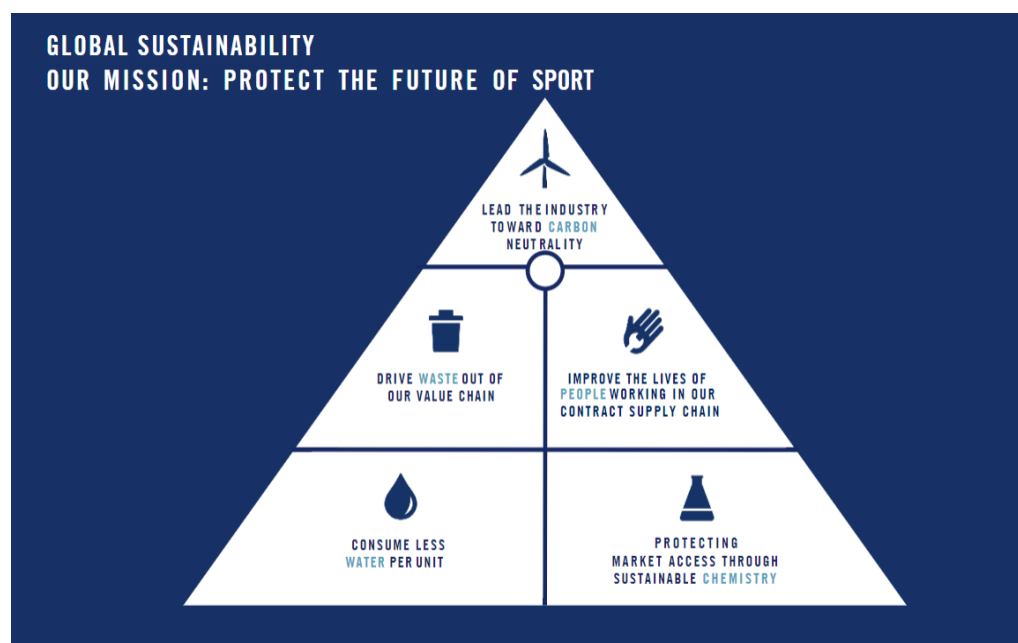 GLOBAL SUSTAINABILITY
OUR MISSION: PROTECT THE FUTURE OF SPORT
LEAD THE INDUSTRY
TOWARD CARBON
NEUTRALITY
DRIVE WASTE OUT OF
OUR VALUE CHAIN
IMPROVE THE LIVES OF
PEOPLE WORKING IN OUR
CONTRACT SUPPLY CHAIN
CONSUME LESS
WATER PER UNIT
PROTECTING
MARKET ACCESS THROUGH
SUSTAINABLE CHEMISTRY